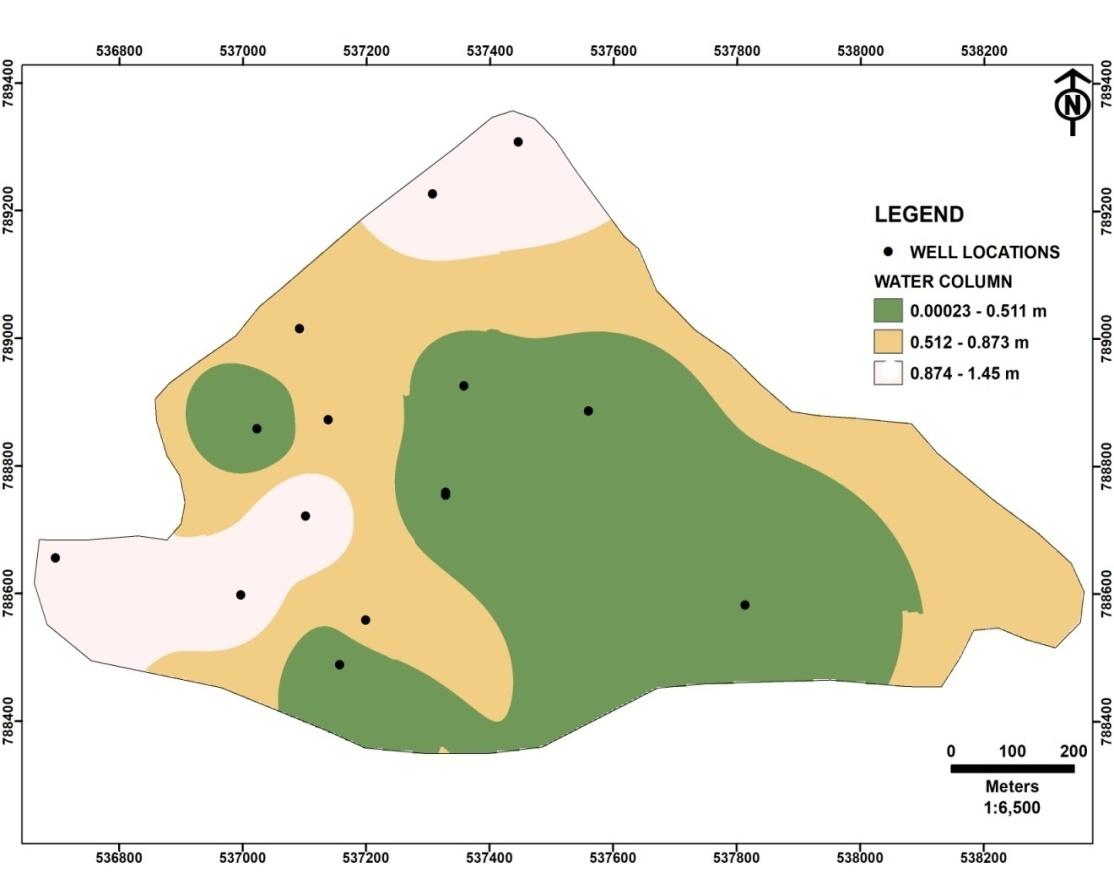 536800 537000 537200 537400 537600 537800 538000 538200
789400 789400
N
789200 789200
LEGEND
WELL LOCATIONS
WATER COLUMN
0.00023 - 0.511 m
0.512 - 0.873 m
0.874 - 1.45 m
789000 789000
788800 788800
788600 788600
788400 788400
0 100 200
Meters
1:6,500
536800 537000 537200 537400 537600 537800 538000 538200